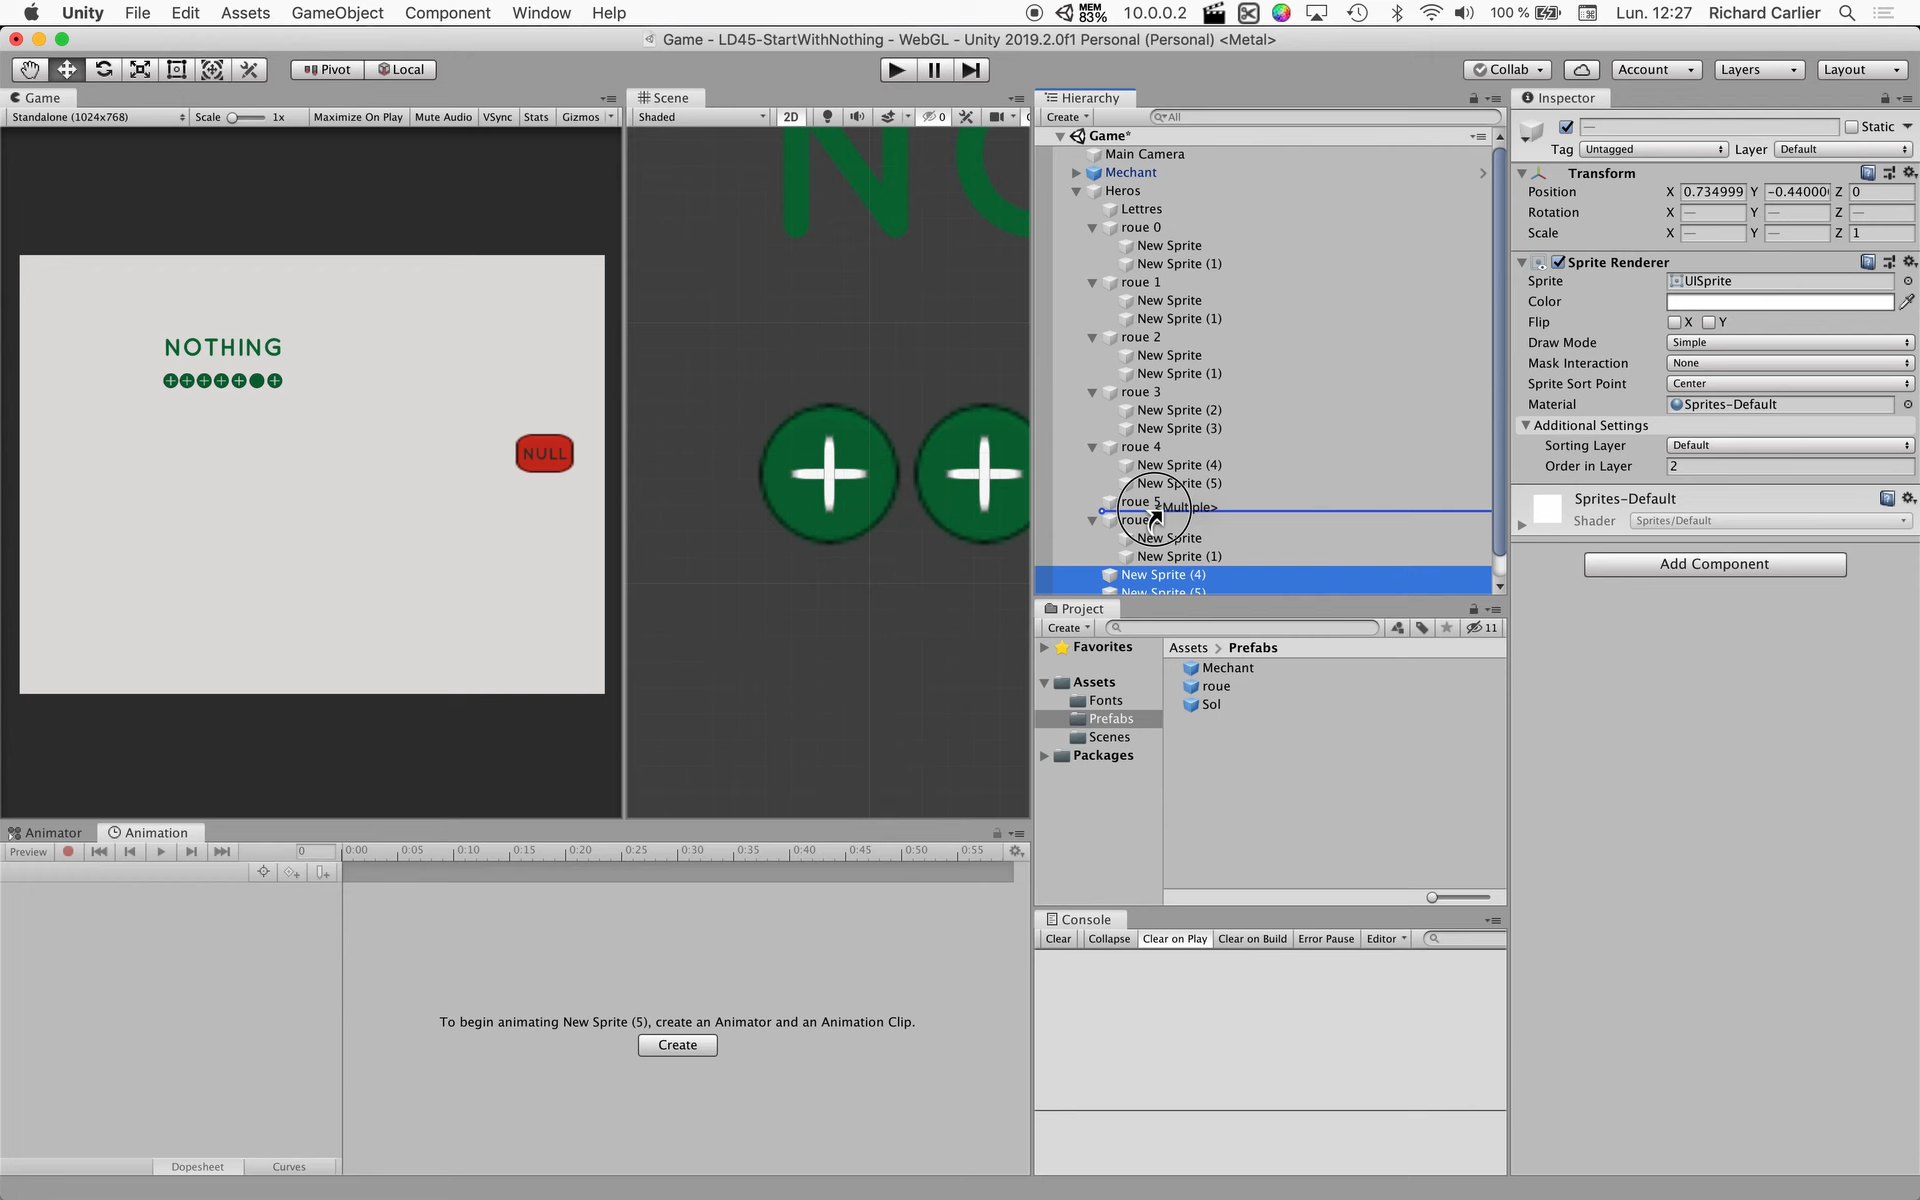 Unity File Edit Assets GameObject Component Window Help MEM 83% 10.0.0.2 100 % Lun. 12:27 Richard Carlier
Game - LD45-StartWithNothing - WebGL - Unity 2019.2.0f1 Personal (Personal) <Metal>
Pivot Local Collab Account Layers Layout
Game Scene Hierarchy Inspector
Standalone (1024x768) Scale 1x Maximize On Play Mute Audio VSync Stats Gizmos Shaded 2D 0 Create All
Game*
Main Camera
Mechant
Heros
Lettres
roue 0
New Sprite
New Sprite (1)
roue 1
New Sprite
New Sprite (1)
roue 2
New Sprite
New Sprite (1)
roue 3
New Sprite (2)
New Sprite (3)
roue 4
New Sprite (4)
New Sprite (5)
roue 5
Multiple>
roue
New Sprite
New Sprite (1)
New Sprite (4)
New Sprite (5)
NOTHING
NULL
NO
— Static
Tag Untagged Layer Default
Transform
Position X 0.734999 Y -0.44000 Z 0
Rotation X — Y — Z —
Scale X — Y — Z 1
Sprite Renderer
Sprite UISprite
Color
Flip X Y
Draw Mode Simple
Mask Interaction None
Sprite Sort Point Center
Material Sprites-Default
Additional Settings
Sorting Layer Default
Order in Layer 2
Sprites-Default
Shader Sprites/Default
Add Component
Project
Create 11
Favorites
Assets
Fonts
Prefabs
Scenes
Packages
Assets > Prefabs
Mechant
roue
Sol
Console
Clear Collapse Clear on Play Clear on Build Error Pause Editor
Animator Animation
Preview 0 0:00 0:05 0:10 0:15 0:20 0:25 0:30 0:35 0:40 0:45 0:50 0:55
To begin animating New Sprite (5), create an Animator and an Animation Clip.
Create
Dopesheet Curves